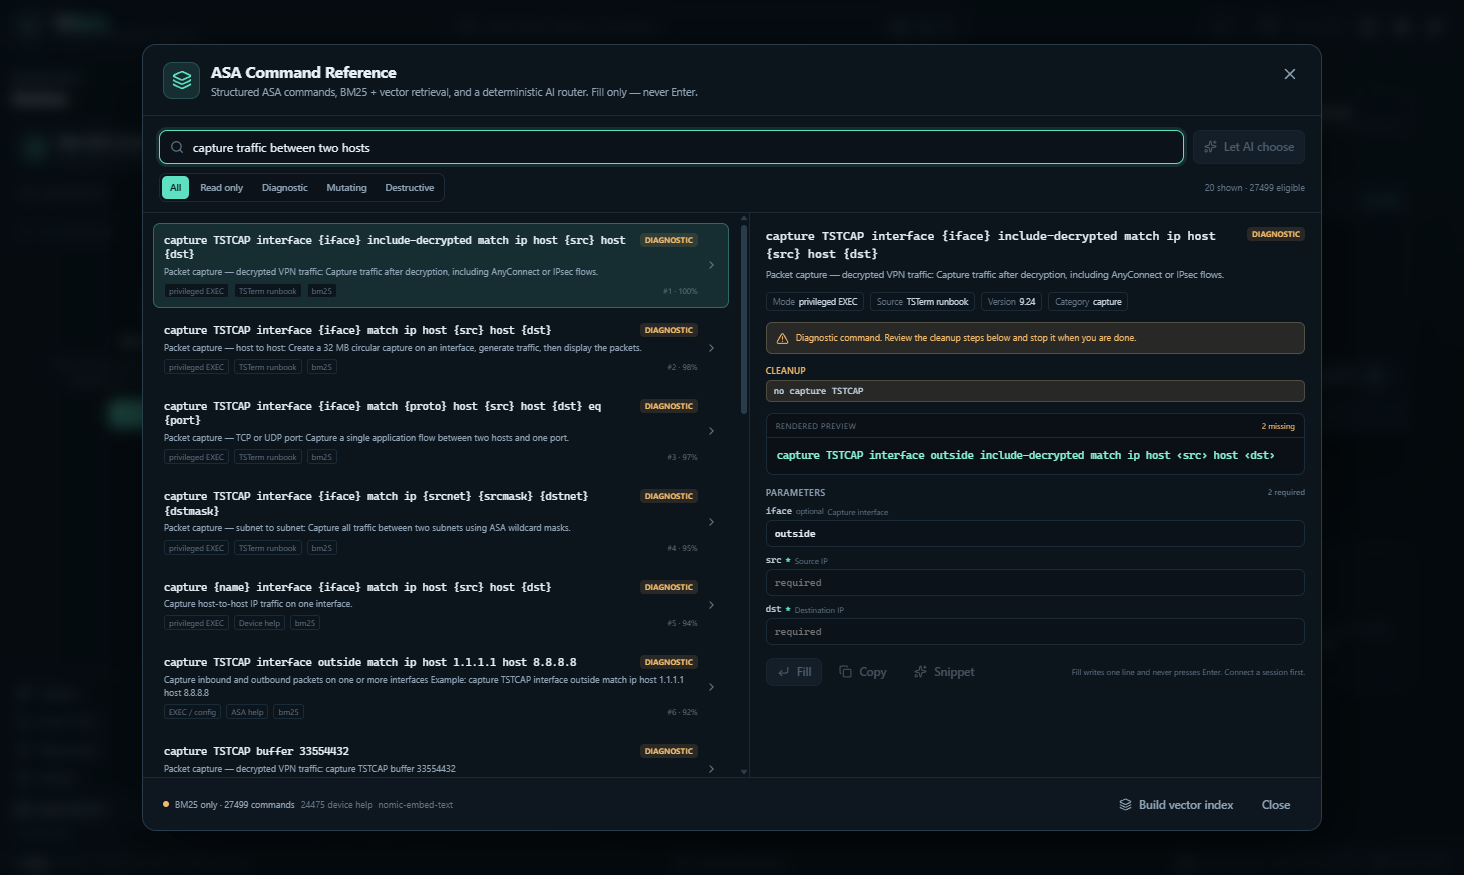 ASA Command Reference
Structured ASA commands, BM25 + vector retrieval, and a deterministic AI router. Fill only — never Enter.
capture traffic between two hosts
Let AI choose
All Read only Diagnostic Mutating Destructive
20 shown · 27499 eligible
capture TSTCAP interface {iface} include-decrypted match ip host {src} host
{dst}
DIAGNOSTIC
Packet capture — decrypted VPN traffic: Capture traffic after decryption, including AnyConnect or IPsec flows.
privileged EXEC TSTerm runbook bm25
#1 · 100%
capture TSTCAP interface {iface} match ip host {src} host {dst}
DIAGNOSTIC
Packet capture — host to host: Create a 32 MB circular capture on an interface, generate traffic, then display the packets.
privileged EXEC TSTerm runbook bm25
#2 · 98%
capture TSTCAP interface {iface} match {proto} host {src} host {dst} eq
{port}
DIAGNOSTIC
Packet capture — TCP or UDP port: Capture a single application flow between two hosts and one port.
privileged EXEC TSTerm runbook bm25
#3 · 97%
capture TSTCAP interface {iface} match ip {srcnet} {srcmask} {dstnet}
{dstmask}
DIAGNOSTIC
Packet capture — subnet to subnet: Capture all traffic between two subnets using ASA wildcard masks.
privileged EXEC TSTerm runbook bm25
#4 · 95%
capture {name} interface {iface} match ip host {src} host {dst}
DIAGNOSTIC
Capture host-to-host IP traffic on one interface.
privileged EXEC Device help bm25
#5 · 94%
capture TSTCAP interface outside match ip host 1.1.1.1 host 8.8.8.8
DIAGNOSTIC
Capture inbound and outbound packets on one or more interfaces Example: capture TSTCAP interface outside match ip host 1.1.1.1
host 8.8.8.8
EXEC / config ASA help bm25
#6 · 92%
capture TSTCAP buffer 33554432
DIAGNOSTIC
Packet capture — decrypted VPN traffic: capture TSTCAP buffer 33554432
capture TSTCAP interface {iface} include-decrypted match ip host
{src} host {dst}
DIAGNOSTIC
Packet capture — decrypted VPN traffic: Capture traffic after decryption, including AnyConnect or IPsec flows.
Mode privileged EXEC Source TSTerm runbook Version 9.24 Category capture
Diagnostic command. Review the cleanup steps below and stop it when you are done.
CLEANUP
no capture TSTCAP
RENDERED PREVIEW
2 missing
capture TSTCAP interface outside include-decrypted match ip host ‹src› host ‹dst›
PARAMETERS
2 required
iface optional Capture interface
outside
src * Source IP
required
dst * Destination IP
required
Fill Copy Snippet
Fill writes one line and never presses Enter. Connect a session first.
BM25 only · 27499 commands 24475 device help nomic-embed-text
Build vector index Close